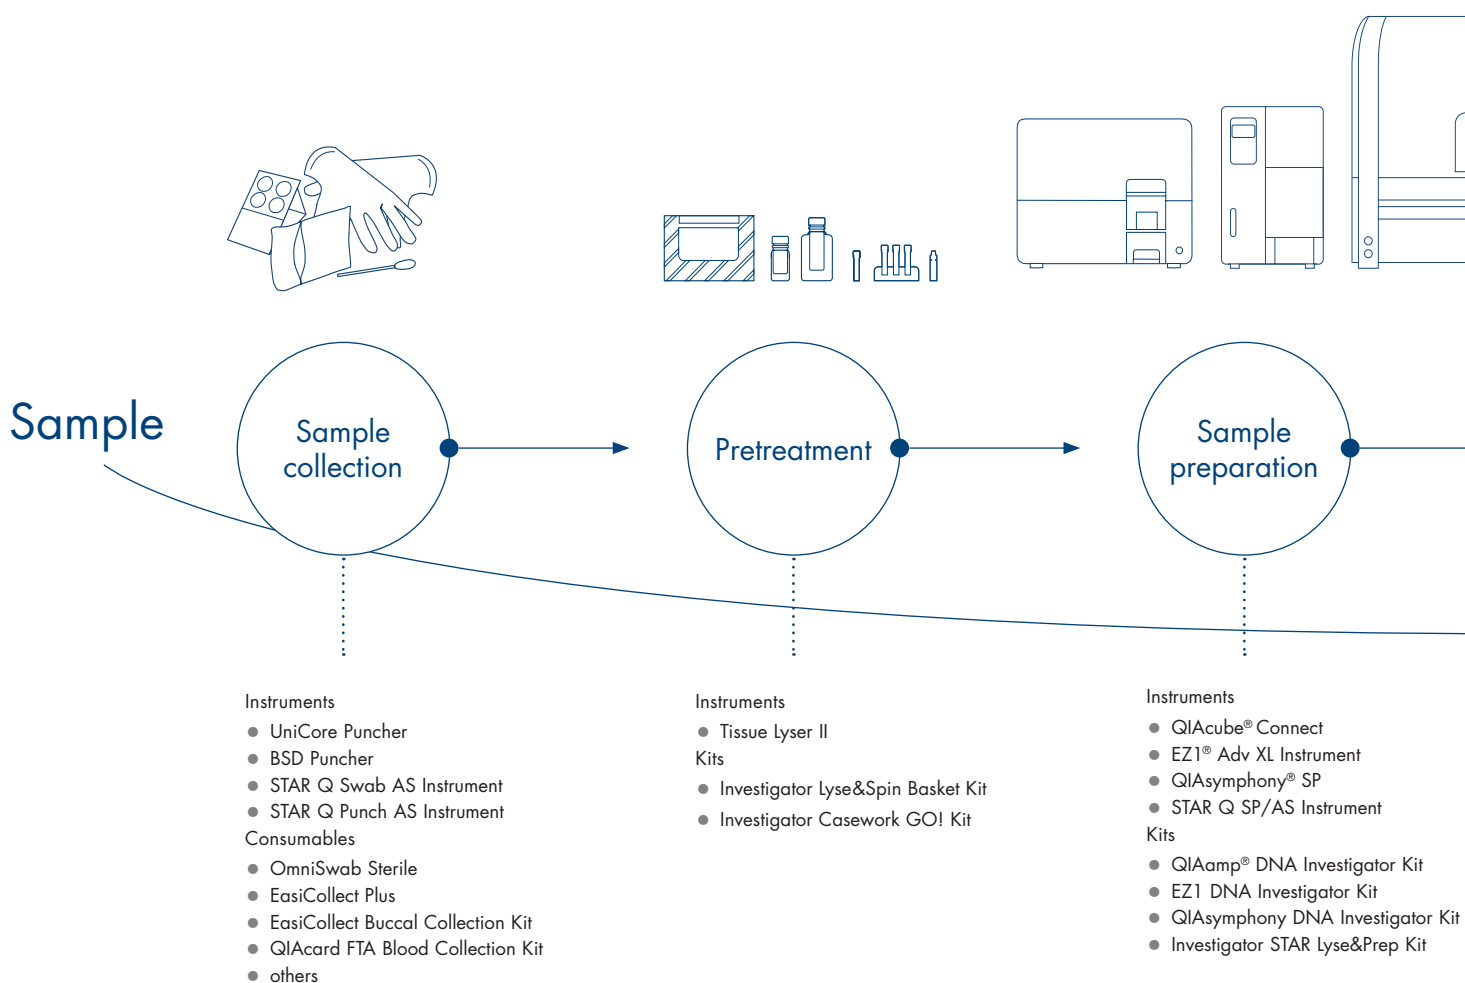 Sample
Sample
collection
Pretreatment
Sample
preparation
Instruments
● UniCore Puncher
● BSD Puncher
● STAR Q Swab AS Instrument
● STAR Q Punch AS Instrument
Consumables
● OmniSwab Sterile
● EasiCollect Plus
● EasiCollect Buccal Collection Kit
● QIAcard FTA Blood Collection Kit
● others
Instruments
● Tissue Lyser II
Kits
● Investigator Lyse&Spin Basket Kit
● Investigator Casework GO! Kit
Instruments
● QIAcube® Connect
● EZ1® Adv XL Instrument
● QIAsymphony® SP
● STAR Q SP/AS Instrument
Kits
● QIAamp® DNA Investigator Kit
● EZ1 DNA Investigator Kit
● QIAsymphony DNA Investigator Kit
● Investigator STAR Lyse&Prep Kit